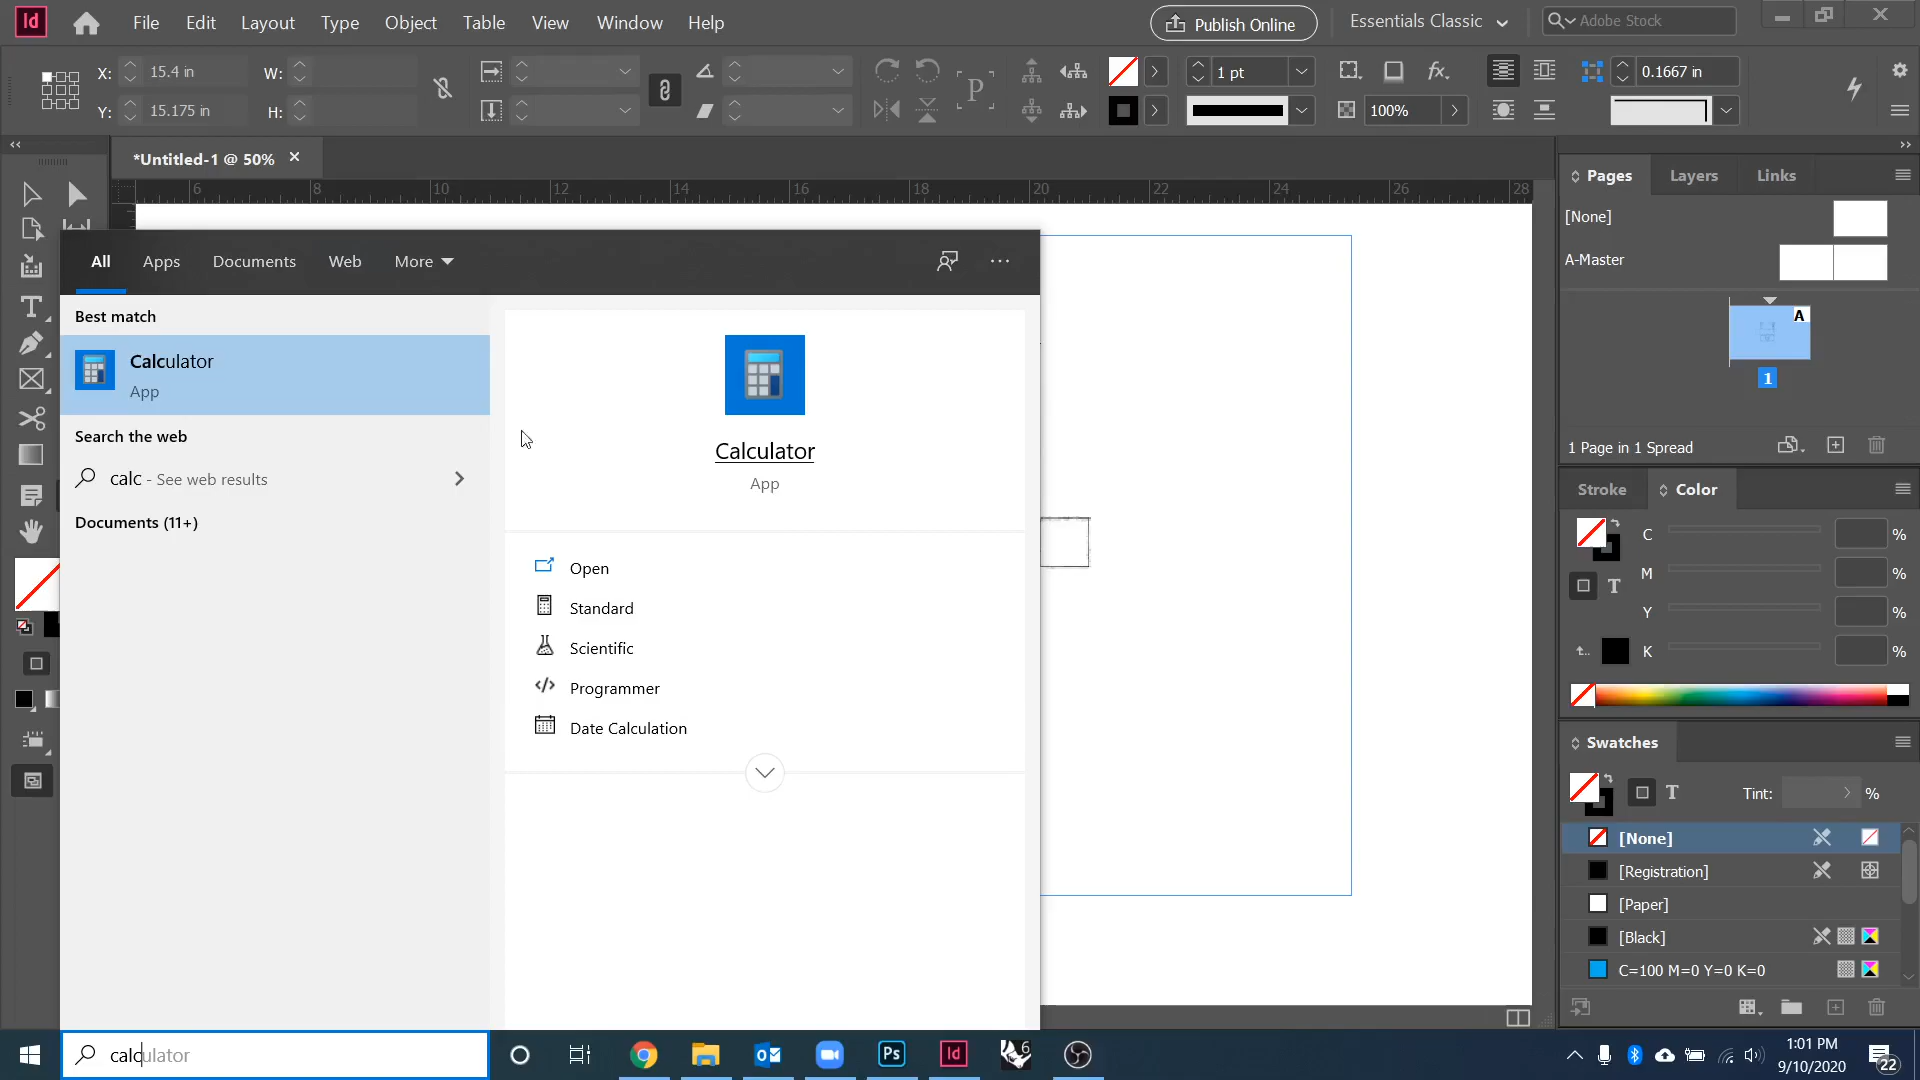 Id File Edit Layout Type Object Table View Window Help Publish Online Essentials Classic Adobe Stock
X: 15.4 in W: 1 pt fx. 0.1667 in
Y: 15.175 in H: P 100%
*Untitled-1 @ 50%
6 8 10 12 14 16 18 20 22 24 26 28
All Apps Documents Web More
Best match
Calculator
App
Search the web
calc - See web results
Documents (11+)
Calculator
App
Open
Standard
Scientific
Programmer
Date Calculation
Pages Layers Links
[None]
A-Master
A
1
1 Page in 1 Spread
Stroke Color
C %
M %
T
Y %
K %
Swatches
T Tint: %
[None]
[Registration]
[Paper]
[Black]
C=100 M=0 Y=0 K=0
calculator
Ps Id 6
1:01 PM
9/10/2020
22